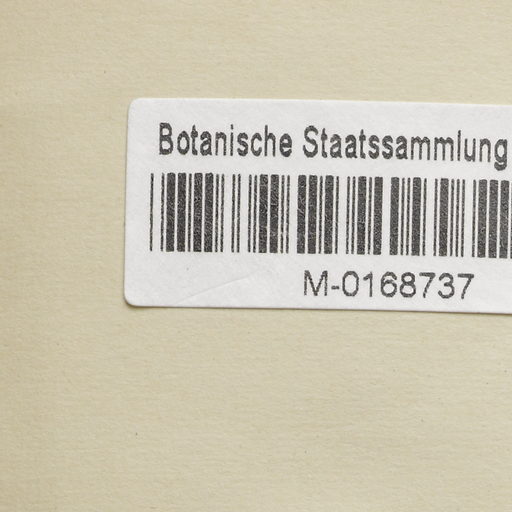 Botanische Staatssammlung
M-0168737